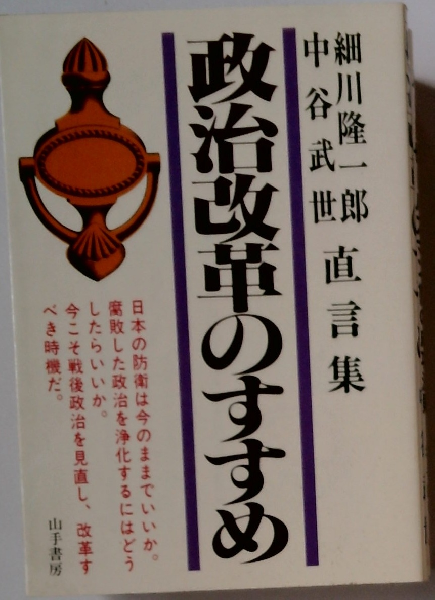 細川隆一郎
中谷武世
直言集
政治改革のすすめ
日本の防衛は今のままでいいか。
腐敗した政治を浄化するにはどう
したらいいか。
今こそ戦後政治を見直し、改革す
べき時機だ。
山手書房